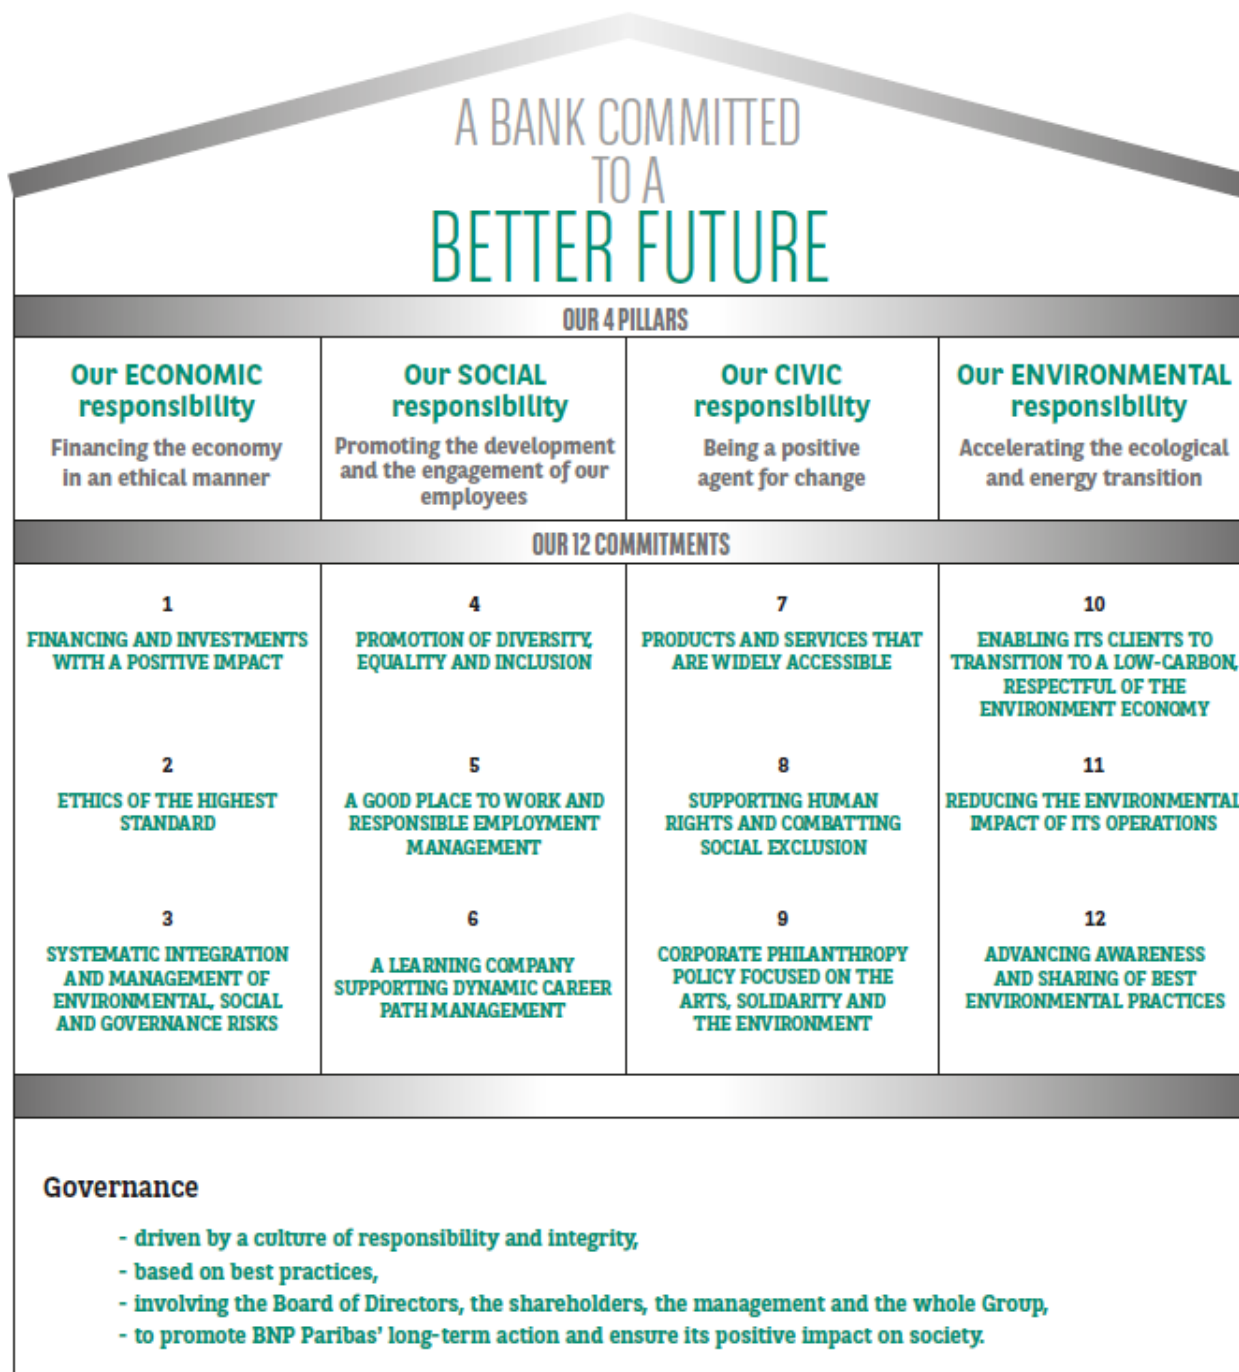 A BANK COMMITTED
TO A
BETTER FUTURE
OUR 4 PILLARS
Our ECONOMIC
responsibility
Financing the economy
in an ethical manner
Our SOCIAL
responsibility
Promoting the development
and the engagement of our
employees
Our CIVIC
responsibility
Being a positive
agent for change
Our ENVIRONMENTAL
responsibility
Accelerating the ecological
and energy transition
OUR 12 COMMITMENTS
1
FINANCING AND INVESTMENTS
WITH A POSITIVE IMPACT
2
ETHICS OF THE HIGHEST
STANDARD
3
SYSTEMATIC INTEGRATION
AND MANAGEMENT OF
ENVIRONMENTAL, SOCIAL
AND GOVERNANCE RISKS
4
PROMOTION OF DIVERSITY,
EQUALITY AND INCLUSION
5
A GOOD PLACE TO WORK AND
RESPONSIBLE EMPLOYMENT
MANAGEMENT
6
A LEARNING COMPANY
SUPPORTING DYNAMIC CAREER
PATH MANAGEMENT
7
PRODUCTS AND SERVICES THAT
ARE WIDELY ACCESSIBLE
8
SUPPORTING HUMAN
RIGHTS AND COMBATTING
SOCIAL EXCLUSION
9
CORPORATE PHILANTHROPY
POLICY FOCUSED ON THE
ARTS, SOLIDARITY AND
THE ENVIRONMENT
10
ENABLING ITS CLIENTS TO
TRANSITION TO A LOW-CARBON,
RESPECTFUL OF THE
ENVIRONMENT ECONOMY
11
REDUCING THE ENVIRONMENTAL
IMPACT OF ITS OPERATIONS
12
ADVANCING AWARENESS
AND SHARING OF BEST
ENVIRONMENTAL PRACTICES
Governance
- driven by a culture of responsibility and integrity,
- based on best practices,
- involving the Board of Directors, the shareholders, the management and the whole Group,
- to promote BNP Paribas’ long-term action and ensure its positive impact on society.